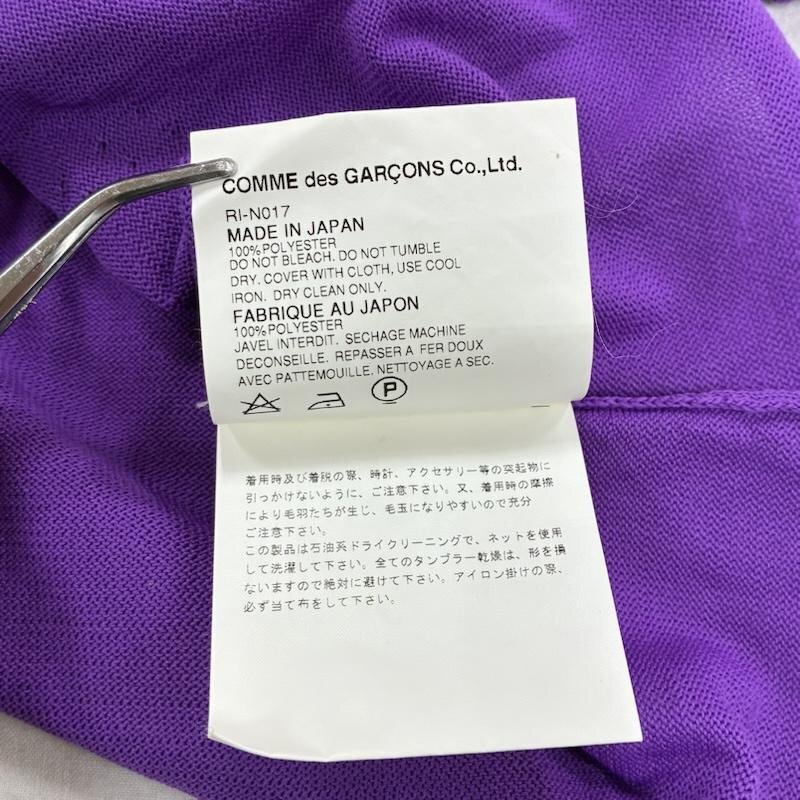 COMME des GARÇONS Co.,Ltd.
RI-N017
MADE IN JAPAN
100%POLYESTER
DO NOT BLEACH. DO NOT TUMBLE
DRY. COVER WITH CLOTH, USE COOL
IRON. DRY CLEAN ONLY.
FABRIQUE AU JAPON
100%POLYESTER
JAVEL INTERDIT. SECHAGE MACHINE
DECONSEILLE. REPASSER A FER DOUX
AVEC PATTEMOUILLE. NETTOYAGE A SEC.
P
着用時及び着脱の際、時計、アクセサリー等の突起物に
引っかけないように、ご注意下さい。又、着用時の摩擦
により毛羽たちが生じ、毛玉になりやすいので充分
ご注意下さい。
この製品は石油系ドライクリーニングで、ネットを使用
して洗濯して下さい。全てのタンブラー乾燥は、形を損
ないますので絶対に避けて下さい。アイロン掛けの際、
必ず当て布をして下さい。